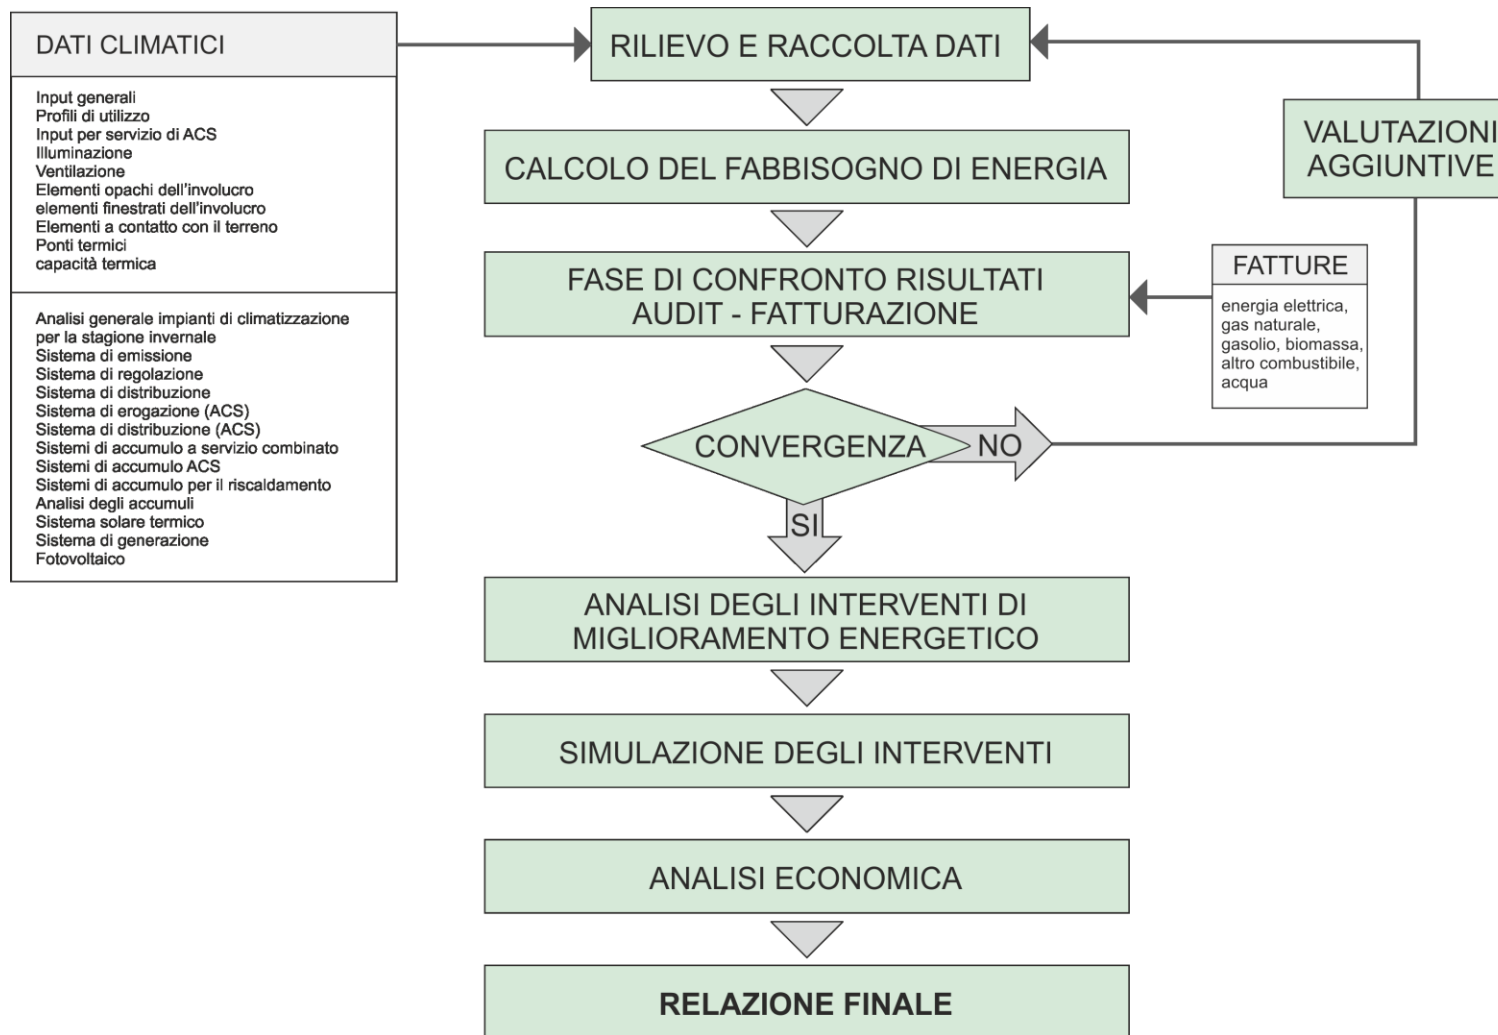 DATI CLIMATICI
Input generali
Profili di utilizzo
Input per servizio di ACS
Illuminazione
Ventilazione
Elementi opachi dell'involucro
elementi finestrati dell'involucro
Elementi a contatto con il terreno
Ponti termici
capacità termica
Analisi generale impianti di climatizzazione
per la stagione invernale
Sistema di emissione
Sistema di regolazione
Sistema di distribuzione
Sistema di erogazione (ACS)
Sistema di distribuzione (ACS)
Sistemi di accumulo a servizio combinato
Sistemi di accumulo ACS
Sistemi di accumulo per il riscaldamento
Analisi degli accumuli
Sistema solare termico
Sistema di generazione
Fotovoltaico
RILIEVO E RACCOLTA DATI
CALCOLO DEL FABBISOGNO DI ENERGIA
FASE DI CONFRONTO RISULTATI
AUDIT - FATTURAZIONE
FATTURE
energia elettrica,
gas naturale,
gasolio, biomassa,
altro combustibile,
acqua
VALUTAZIONI
AGGIUNTIVE
CONVERGENZA
NO
SI
ANALISI DEGLI INTERVENTI DI
MIGLIORAMENTO ENERGETICO
SIMULAZIONE DEGLI INTERVENTI
ANALISI ECONOMICA
RELAZIONE FINALE